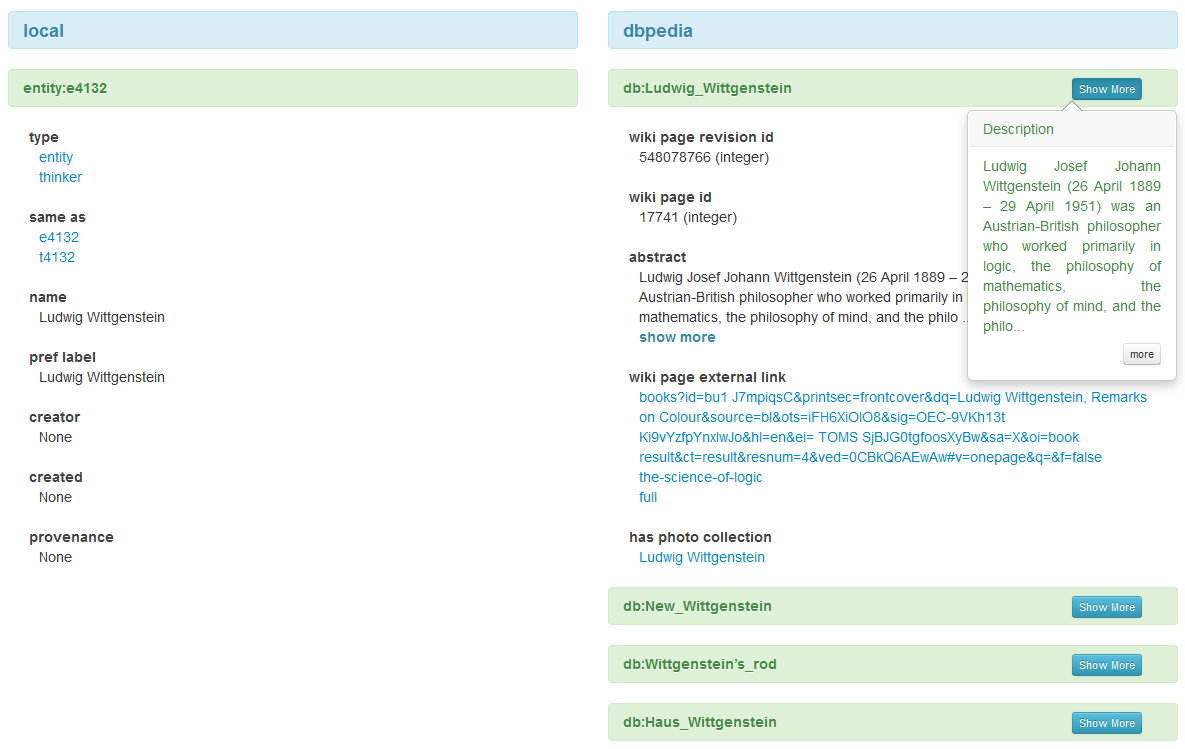 local
entity:e4132
type
entity
thinker
same as
e4132
t4132
name
Ludwig Wittgenstein
pref label
Ludwig Wittgenstein
creator
None
created
None
provenance
None
dbpedia
db:Ludwig_Wittgenstein
Show More
wiki page revision id
548078766 (integer)
wiki page id
17741 (integer)
abstract
Ludwig Josef Johann Wittgenstein (26 April 1889 – 2
Austrian-British philosopher who worked primarily in
mathematics, the philosophy of mind, and the philo ..
show more
wiki page external link
books?id=bu1 J7mpiqsC&printsec=frontcover&dq=Ludwig Wittgenstein, Remarks
on Colour&source=bl&ots=iFH6XiOlO8&sig=OEC-9VKh13t
Ki9vYzfpYnxlwJo&hl=en&ei= TOMS SjBJG0tgfoosXyBw&sa=X&oi=book
result&ct=result&resnum=4&ved=0CBkQ6AEwAw#v=onepage&q=&f=false
the-science-of-logic
full
has photo collection
Ludwig Wittgenstein
Description
Ludwig Josef Johann
Wittgenstein (26 April 1889
– 29 April 1951) was an
Austrian-British philosopher
who worked primarily in
logic, the philosophy of
mathematics, the
philosophy of mind, and the
philo...
more
db:New_Wittgenstein
Show More
db:Wittgenstein’s_rod
Show More
db:Haus_Wittgenstein
Show More